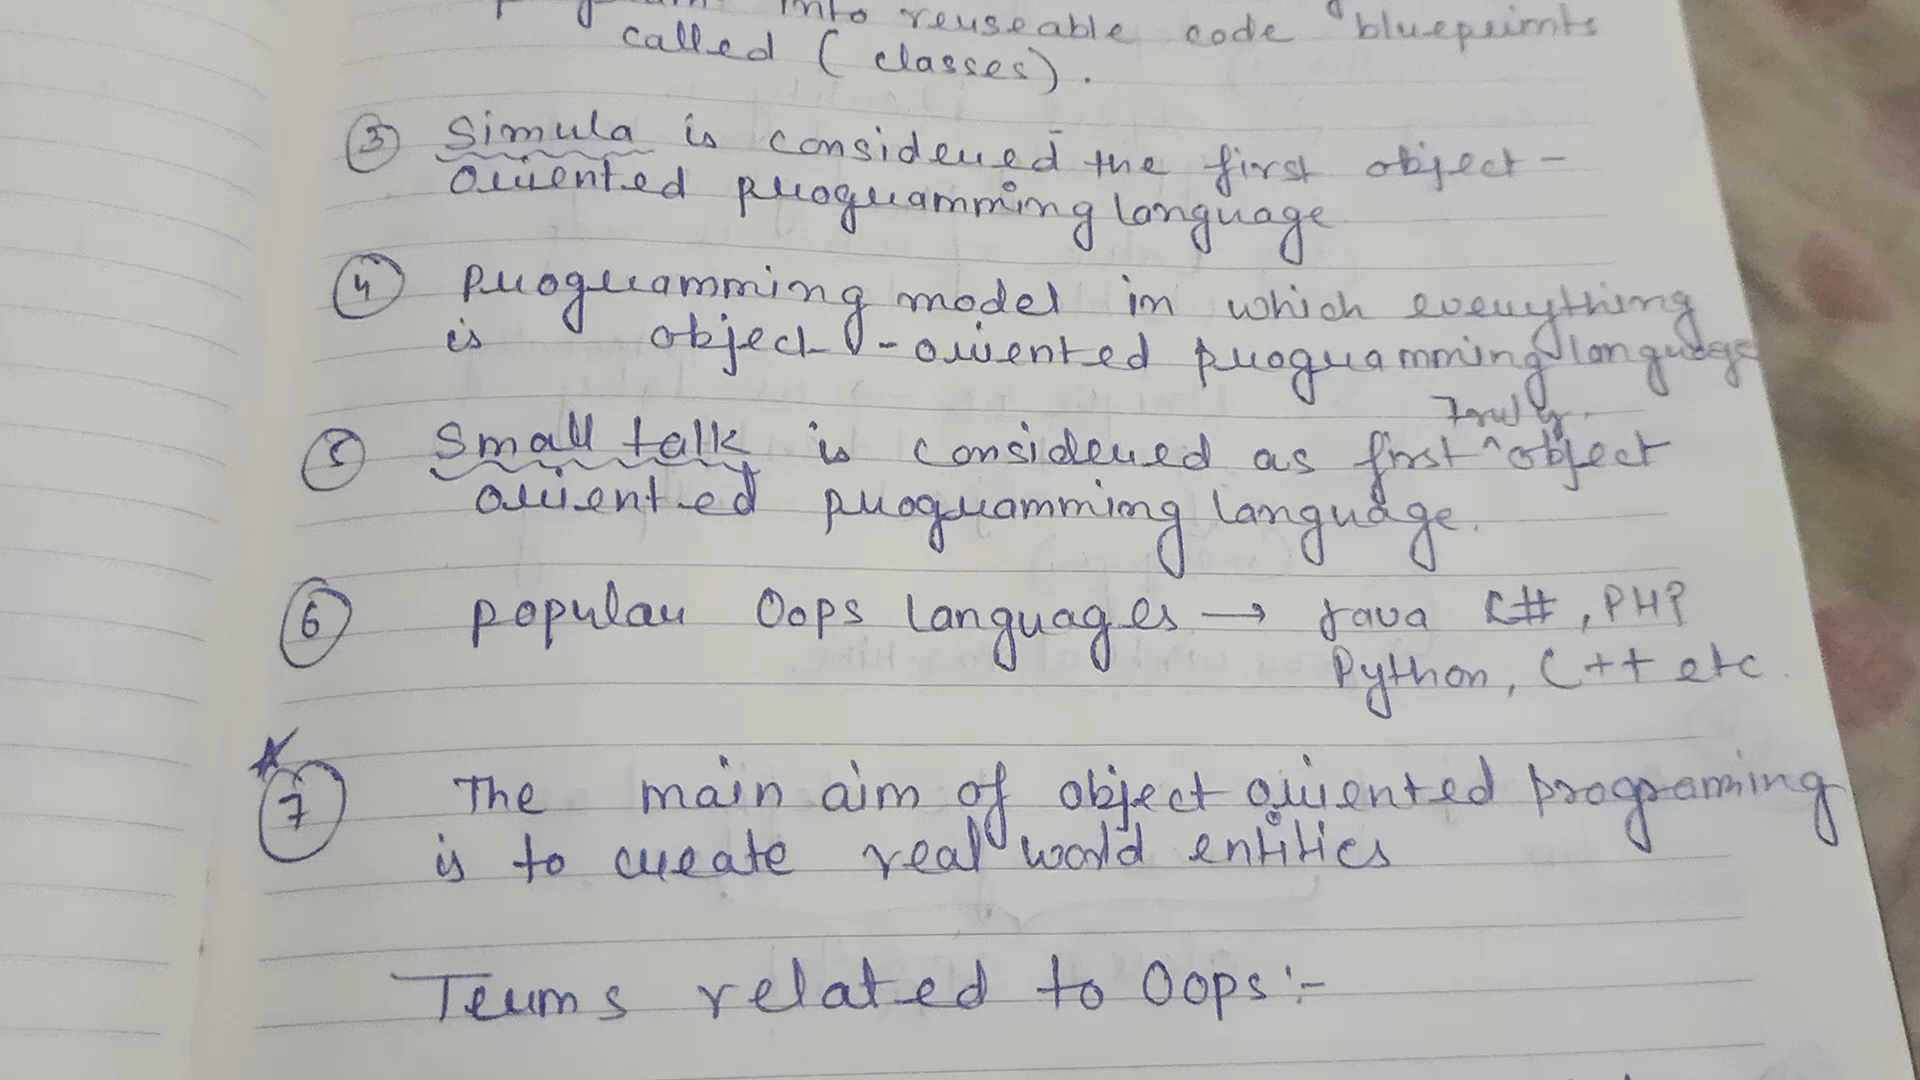 into reuseable code blueprints
called ( classes ) .
③ Simula is considered the first object -
oriented programming language
④ programming model in which everything
is object - oriented programming language
Truly
⑤ Small talk is considered as first ^ object
oriented programming language.
⑥ popular Oops languages → Java C# , PHP
Python, C++ etc.
⑦ The main aim of object oriented programing
is to create real world entities
Terms related to Oops :-